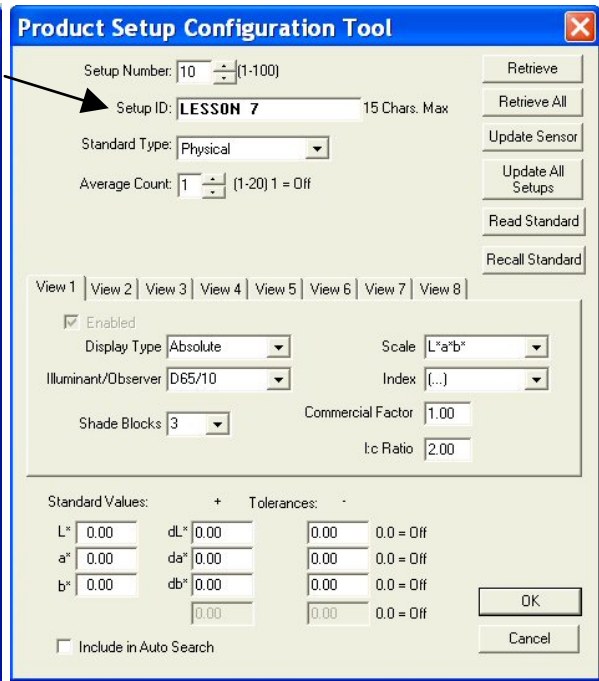 Product Setup Configuration Tool
Setup Number: 10 (1-100)
Retrieve
Setup ID: LESSON 7 15 Chars. Max
Retrieve All
Standard Type: Physical
Update Sensor
Average Count: 1 (1-20) 1 = Off
Update All
Setups
Read Standard
Recall Standard
View 1 View 2 View 3 View 4 View 5 View 6 View 7 View 8
Enabled
Display Type Absolute Scale L*a*b*
Illuminant/Observer D65/10 Index (...)
Shade Blocks 3 Commercial Factor 1.00
l:c Ratio 2.00
Standard Values: + Tolerances: -
L* 0.00 dL* 0.00 0.00 0.0 = Off
a* 0.00 da* 0.00 0.00 0.0 = Off
b* 0.00 db* 0.00 0.00 0.0 = Off
0.00 0.00 0.0 = Off
OK
Include in Auto Search
Cancel